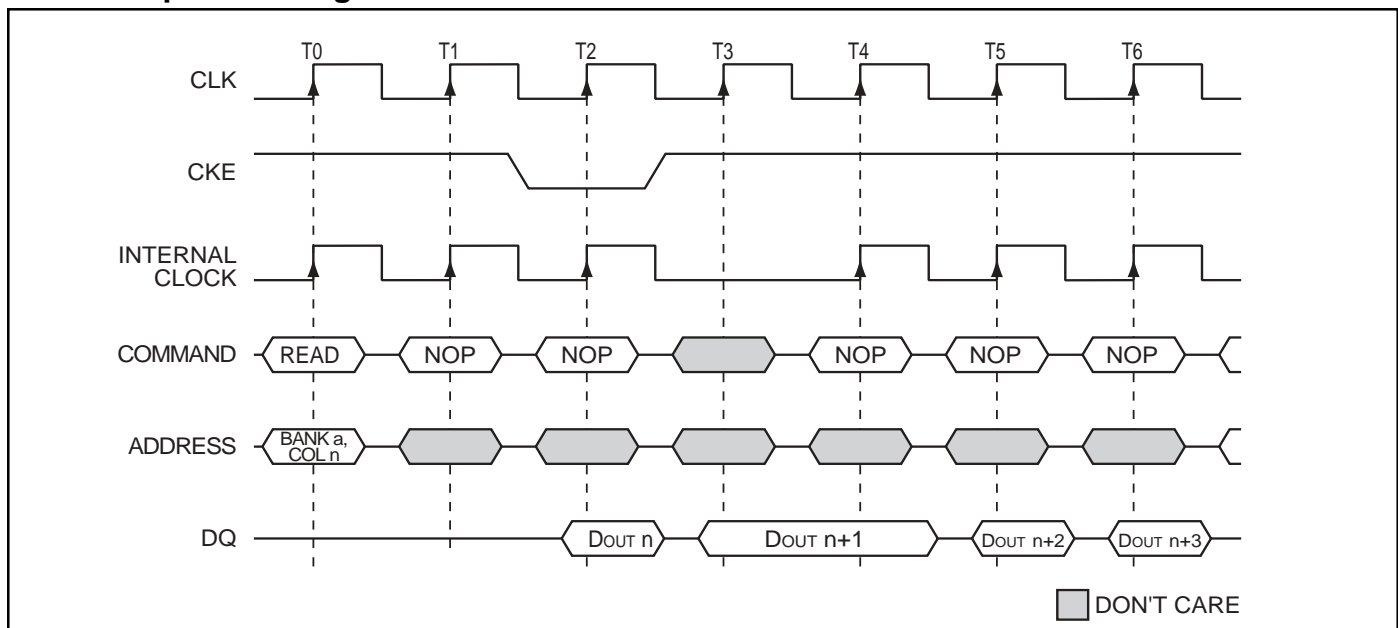 T0 T1 T2 T3 T4 T5 T6
CLK
CKE
INTERNAL
CLOCK
COMMAND READ NOP NOP NOP NOP NOP
ADDRESS BANK a,
COL n
DQ DOUT n DOUT n+1 DOUT n+2 DOUT n+3
DON'T CARE